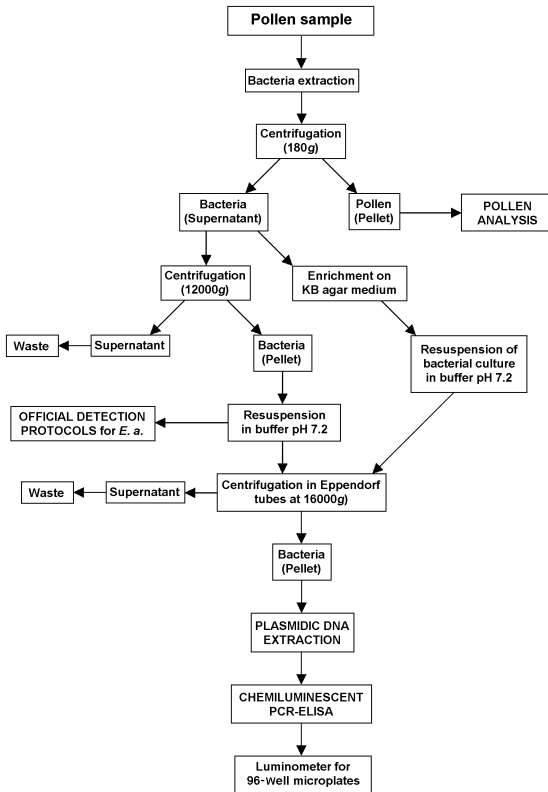 Pollen sample
Bacteria extraction
Centrifugation
(180g)
Bacteria
(Supernatant)
Pollen
(Pellet)
POLLEN
ANALYSIS
Centrifugation
(12000g)
Enrichment on
KB agar medium
Waste
Supernatant
Bacteria
(Pellet)
Resuspension of
bacterial culture
in buffer pH 7.2
OFFICIAL DETECTION
PROTOCOLS for E. a.
Resuspension
in buffer pH 7.2
Waste
Supernatant
Centrifugation in Eppendorf
tubes at 16000g)
Bacteria
(Pellet)
PLASMIDIC DNA
EXTRACTION
CHEMILUMINESCENT
PCR-ELISA
Luminometer for
96-well microplates